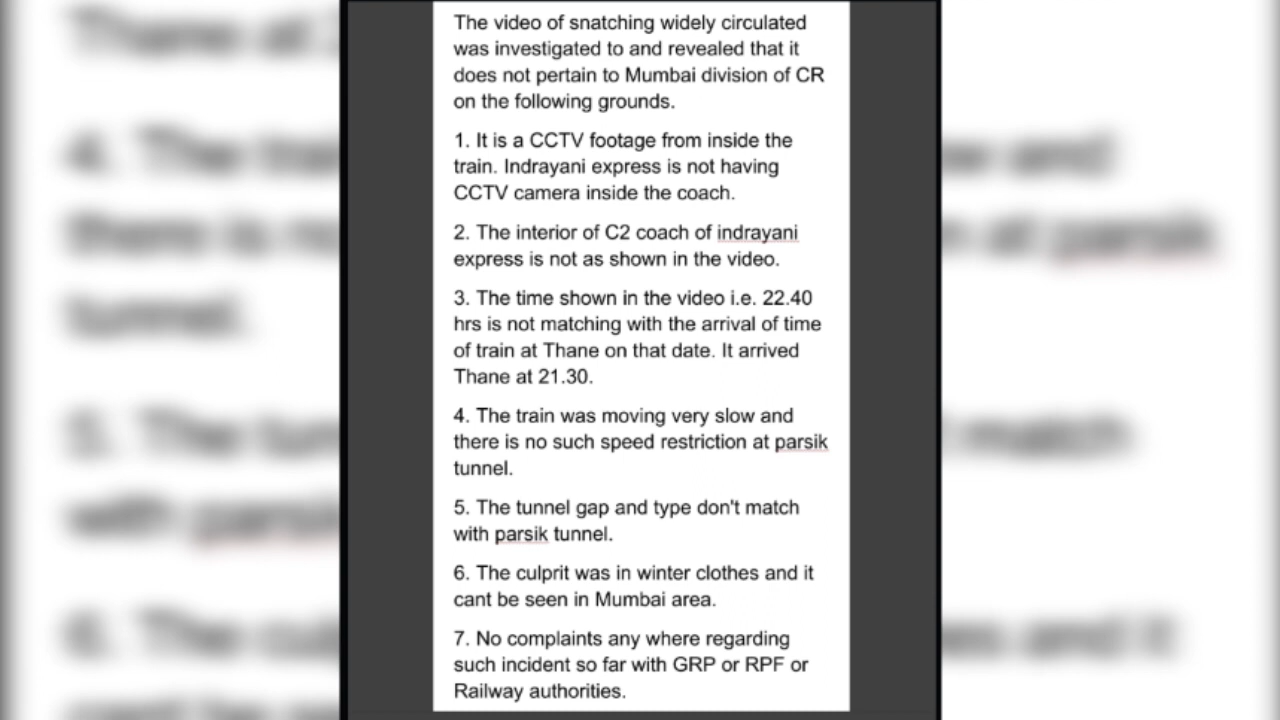 The video of snatching widely circulated
was investigated to and revealed that it
does not pertain to Mumbai division of CR
on the following grounds.
1. It is a CCTV footage from inside the
train. Indrayani express is not having
CCTV camera inside the coach.
2. The interior of C2 coach of indrayani
express is not as shown in the video.
3. The time shown in the video i.e. 22.40
hrs is not matching with the arrival of time
of train at Thane on that date. It arrived
Thane at 21.30.
4. The train was moving very slow and
there is no such speed restriction at parsik
tunnel.
5. The tunnel gap and type don't match
with parsik tunnel.
6. The culprit was in winter clothes and it
cant be seen in Mumbai area.
7. No complaints any where regarding
such incident so far with GRP or RPF or
Railway authorities.